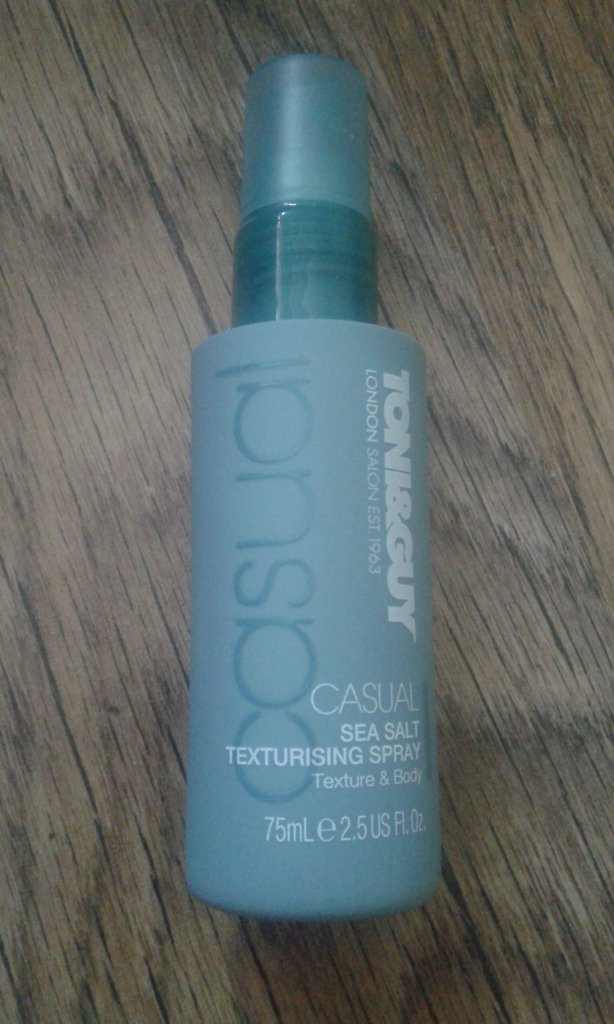 casual
TONI&GUY
LONDON SALON EST. 1963
CASUAL
SEA SALT
TEXTURISING SPRAY
Texture & Body
75mL e 2.5 US Fl. Oz.